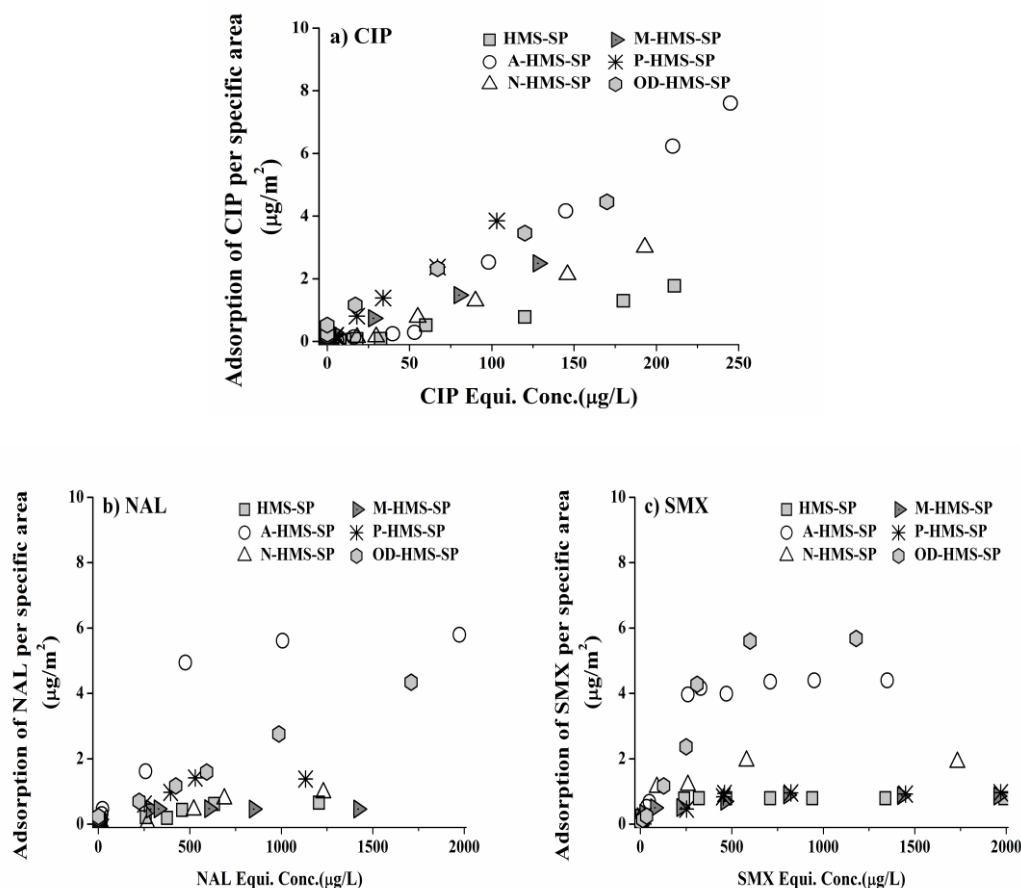 a) CIP
HMS-SP
M-HMS-SP
A-HMS-SP
P-HMS-SP
N-HMS-SP
OD-HMS-SP
Adsorption of CIP per specific area
(μg/m²)
10
8
6
4
2
0
0 50 100 150 200 250
CIP Equi. Conc.(μg/L)
b) NAL
HMS-SP
M-HMS-SP
A-HMS-SP
P-HMS-SP
N-HMS-SP
OD-HMS-SP
Adsorption of NAL per specific area
(μg/m²)
10
8
6
4
2
0
0 500 1000 1500 2000
NAL Equi. Conc.(μg/L)
c) SMX
HMS-SP
M-HMS-SP
A-HMS-SP
P-HMS-SP
N-HMS-SP
OD-HMS-SP
Adsorption of SMX per specific area
(μg/m²)
10
8
6
4
2
0
0 500 1000 1500 2000
SMX Equi. Conc.(μg/L)